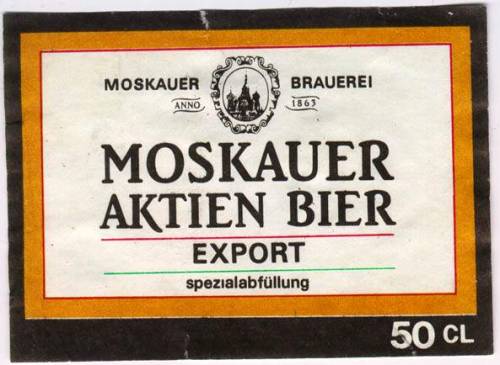 MOSKAUER BRAUEREI
ANNO 1863
MOSKAUER
AKTIEN BIER
EXPORT
spezialabfüllung
50 CL